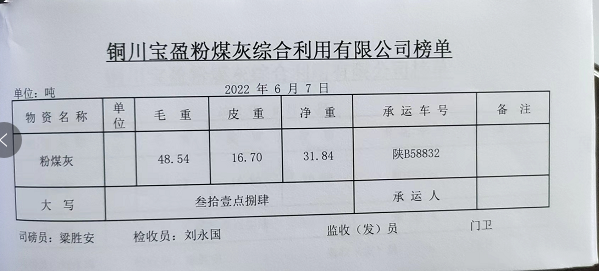 铜川宝盈粉煤灰综合利用有限公司榜单
单位：吨 2022 年 6 月 7 日
物资名称 单位 毛 重 皮 重 净 重 承运车号 备 注
粉煤灰 48.54 16.70 31.84 陕B58832
大 写 叁拾壹点捌肆 承运人
司磅员：梁胜安 检收员：刘永国 监收（发）员 门卫